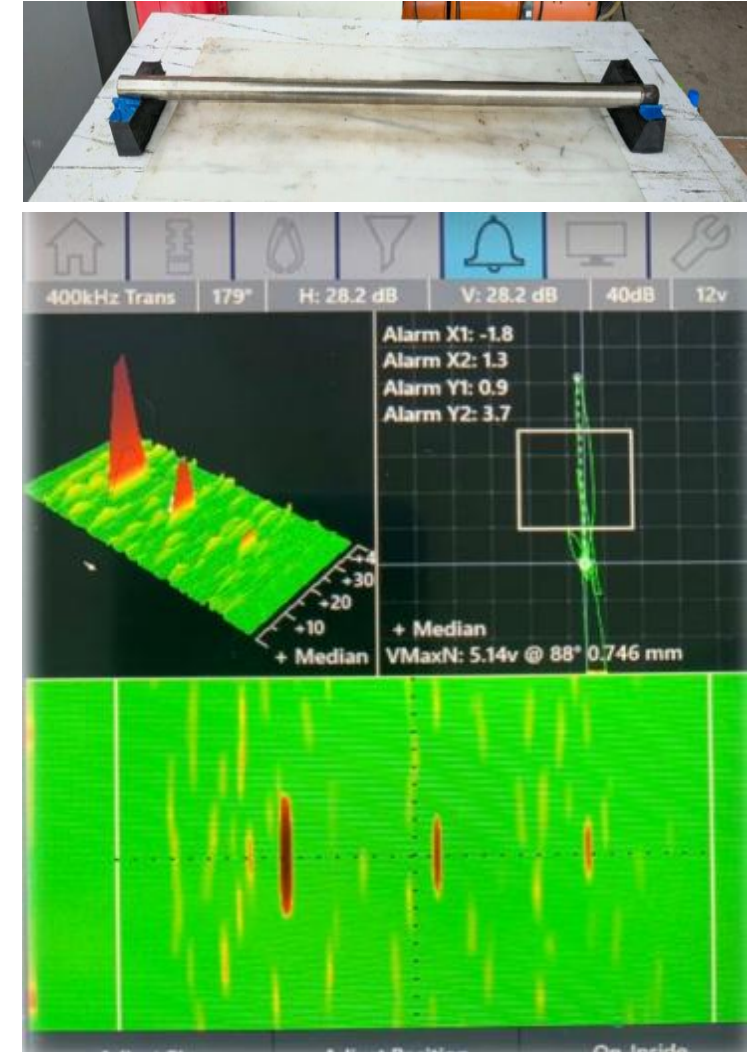 400kHz Trans 179° H: 28.2 dB V: 28.2 dB 40dB 12v
Alarm X1: -1.8
Alarm X2: 1.3
Alarm Y1: 0.9
Alarm Y2: 3.7
+30
+20
+10
+ Median
+ Median
VMaxN: 5.14v @ 88° 0.746 mm